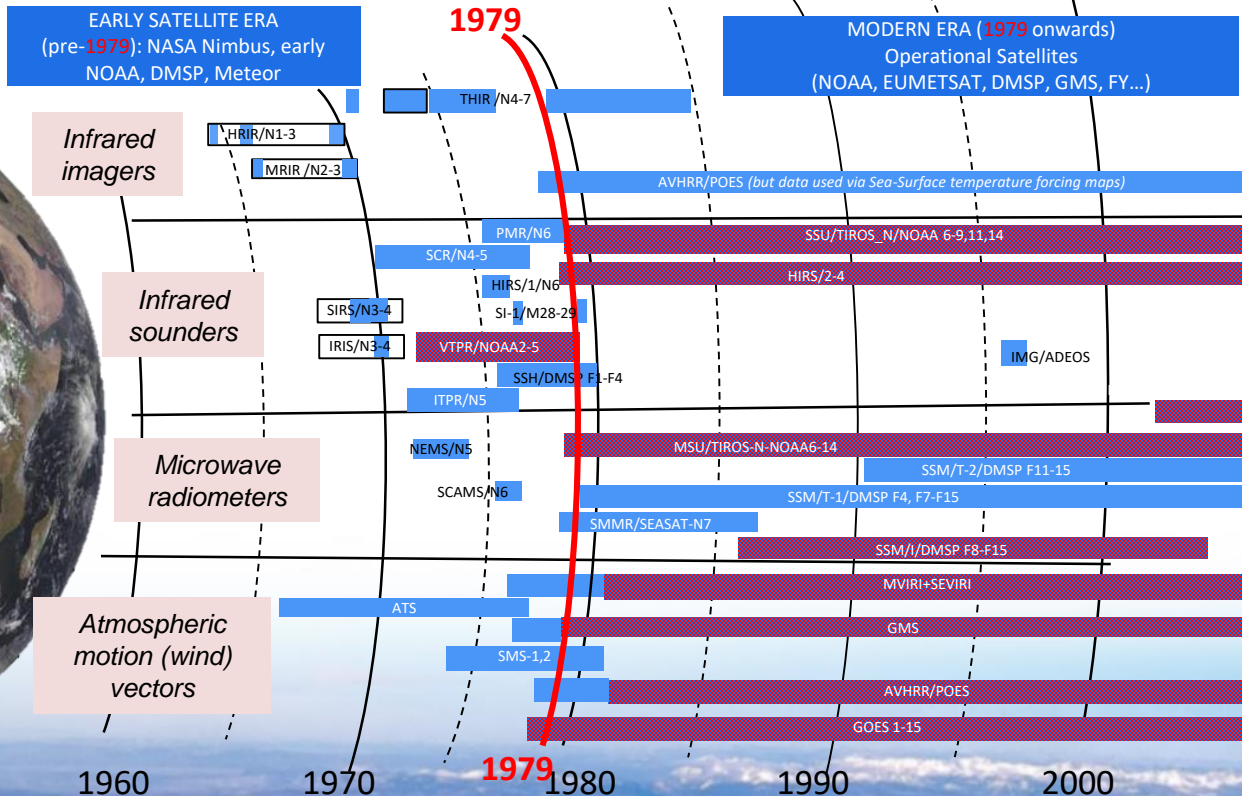 EARLY SATELLITE ERA
(pre-1979): NASA Nimbus, early
NOAA, DMSP, Meteor
1979
MODERN ERA (1979 onwards)
Operational Satellites
(NOAA, EUMETSAT, DMSP, GMS, FY...)
Infrared
imagers
THIR /N4-7
HRIR/N1-3
MRIR /N2-3
AVHRR/POES (but data used via Sea-Surface temperature forcing maps)
Infrared
sounders
PMR/N6
SSU/TIROS_N/NOAA 6-9,11,14
SCR/N4-5
HIRS/2-4
HIRS/1/N6
SIRS/N3-4
SI-1/M28-29
IRIS/N3-4
VTPR/NOAA2-5
IMG/ADEOS
SSH/DMSP F1-F4
ITPR/N5
Microwave
radiometers
NEMS/N5
MSU/TIROS-N-NOAA6-14
SSM/T-2/DMSP F11-15
SCAMS/N6
SSM/T-1/DMSP F4, F7-F15
SMMR/SEASAT-N7
SSM/I/DMSP F8-F15
Atmospheric
motion (wind)
vectors
MVIRI+SEVIRI
ATS
GMS
SMS-1,2
AVHRR/POES
GOES 1-15
1960
1970
1979
1980
1990
2000